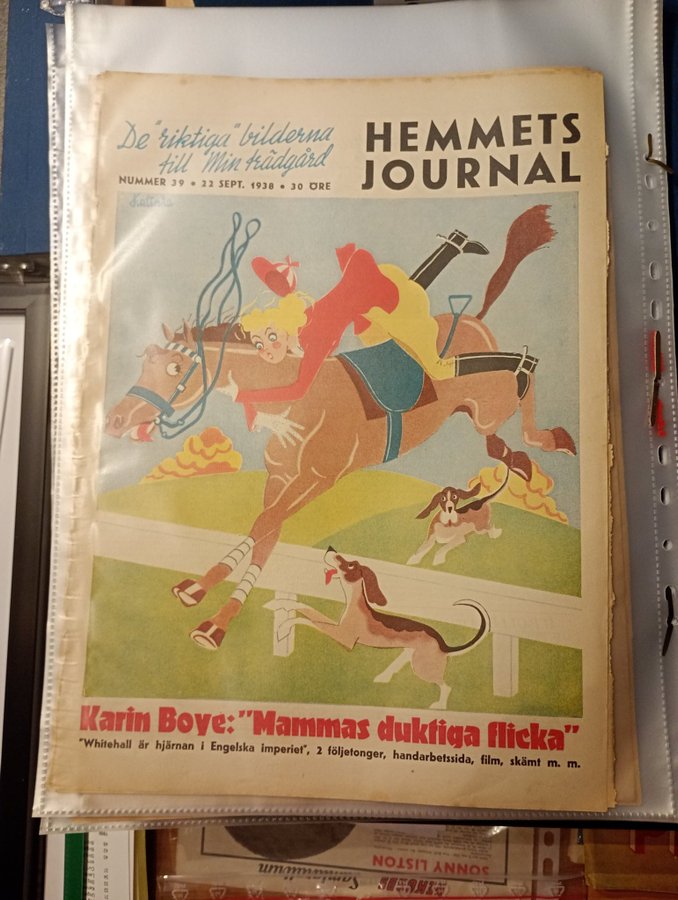 De "riktiga" bilderna
till Min trädgård
HEMMETS
JOURNAL
NUMMER 39 • 22 SEPT. 1938 • 30 ÖRE
Karin Boye: "Mammas duktiga flicka"
"Whitehall är hjärnan i Engelska imperiet", 2 följetonger, handarbetssida, film, skämt m. m.
SONNY LISTON